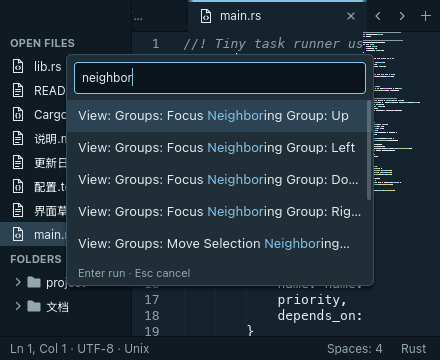 ...
main.rs
OPEN FILES
1 //! Tiny task runner us
lib.rs
READ
Cargo
说明.m
更新日
配置.to
界面草
main.r
FOLDERS
proje
文档
neighbor
View: Groups: Focus Neighboring Group: Up
View: Groups: Focus Neighboring Group: Left
View: Groups: Focus Neighboring Group: Do...
View: Groups: Focus Neighboring Group: Rig...
View: Groups: Move Selection Neighboring...
Enter run · Esc cancel
17 priority,
18 depends_on:
19 }
Ln 1, Col 1 · UTF-8 · Unix
Spaces: 4 Rust